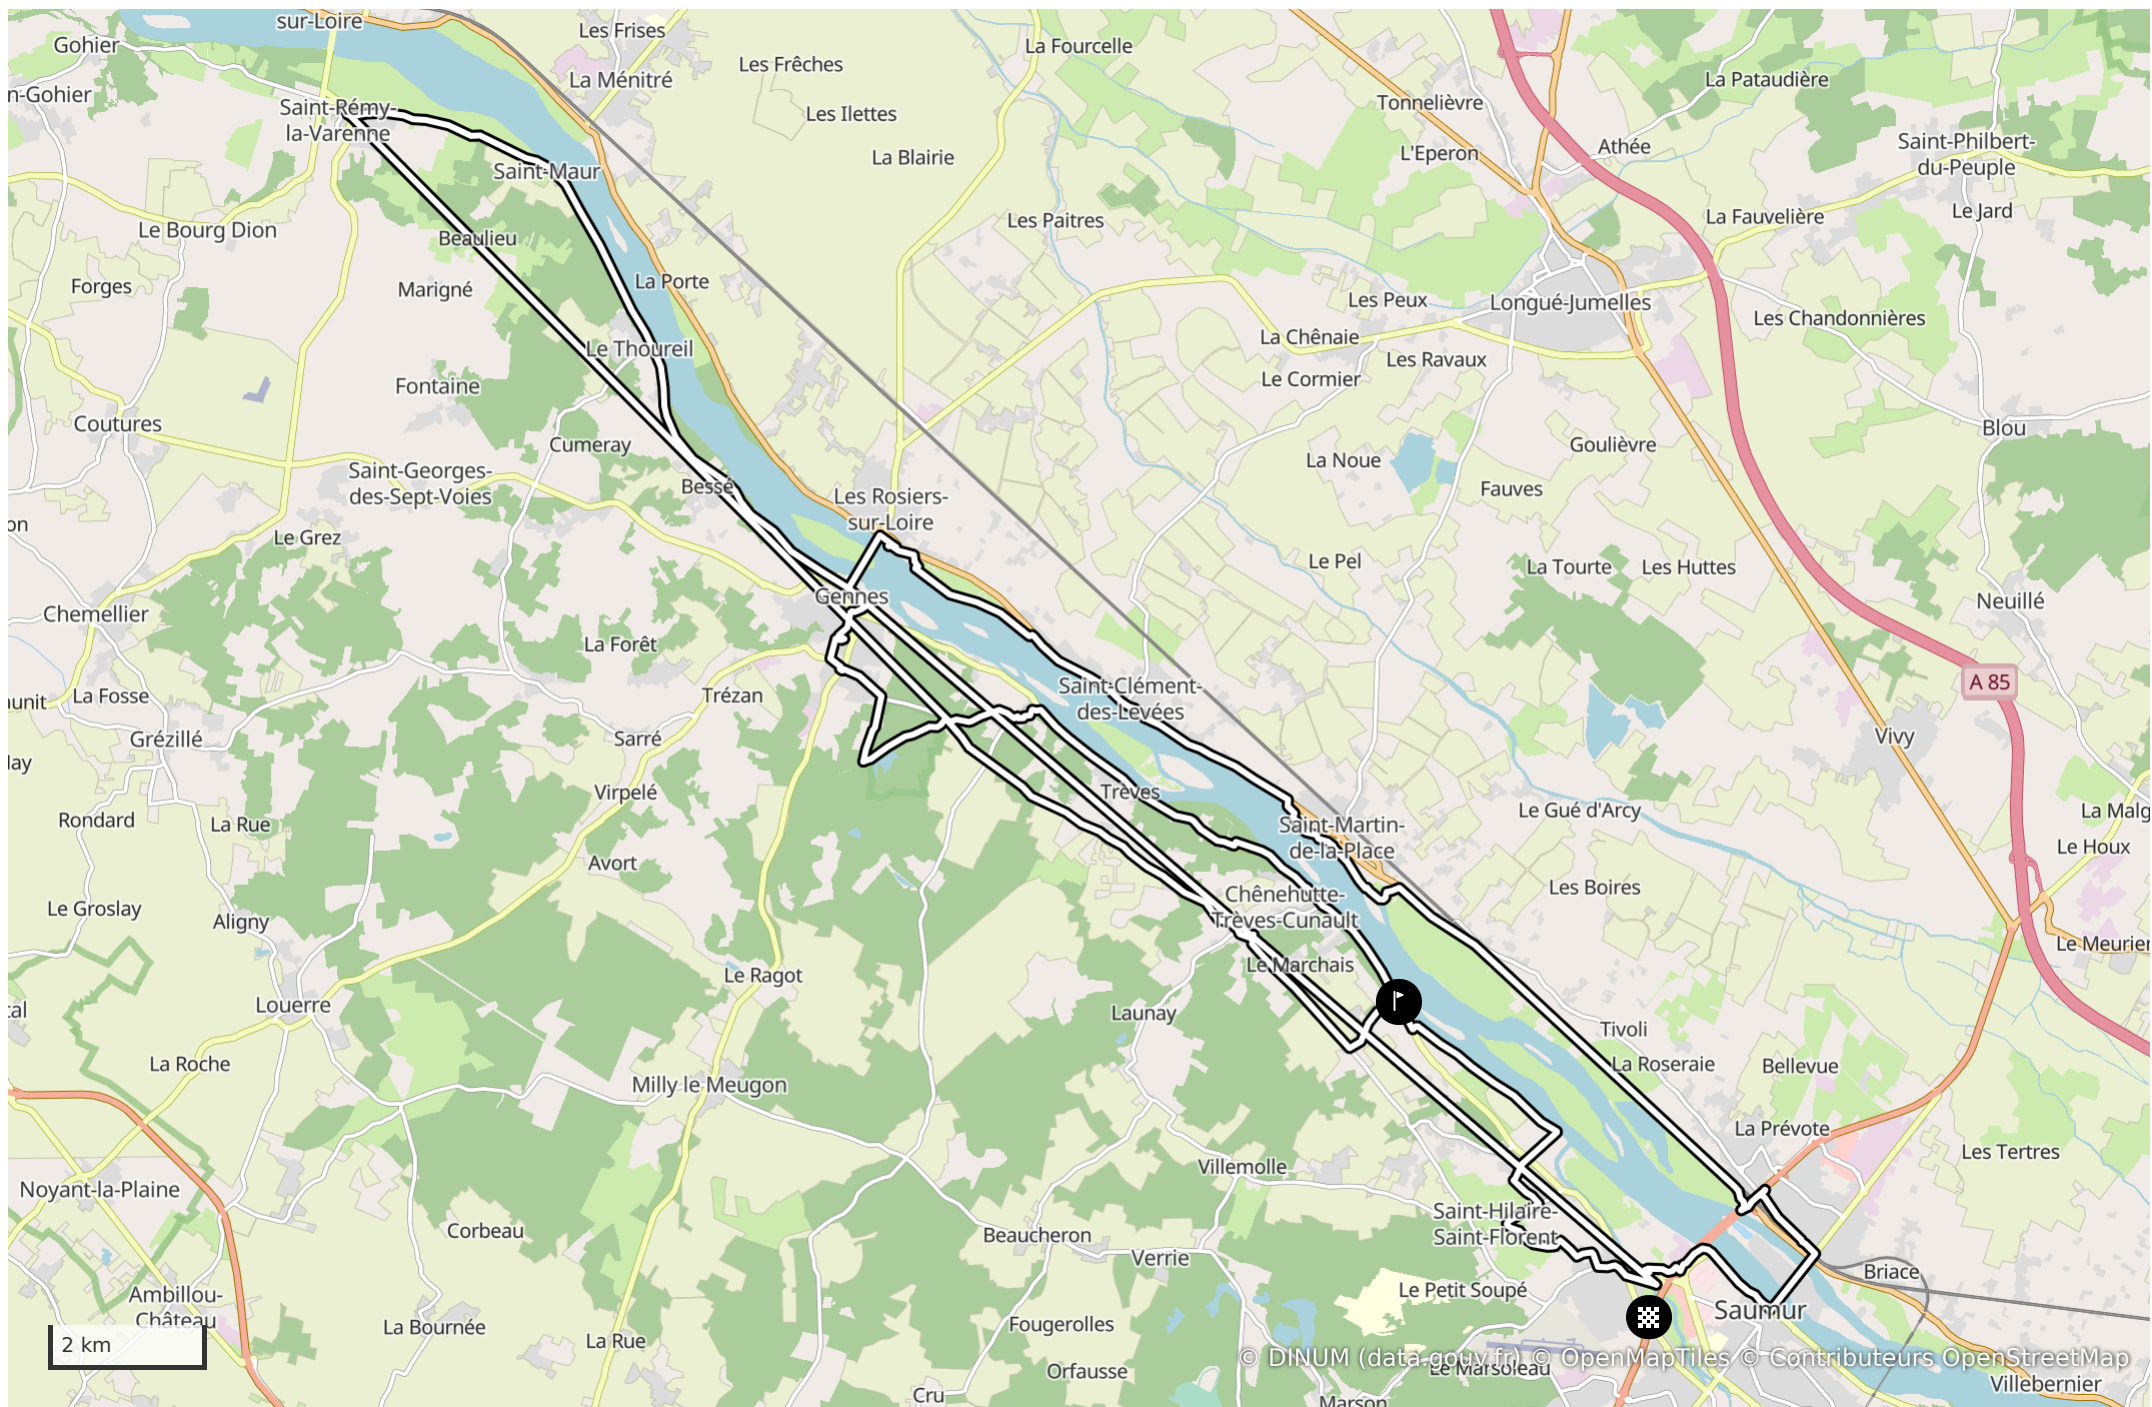 sur-Loire
Les Frises
Gohier
La Fourcelle
Les Frêches
La Ménitré
La Pataudière
n-Gohier
Tonnelièvre
Saint-Rémy-
la-Varenne
Les Ilettes
Athée
Saint-Philbert-
du-Peuple
L'Eperon
La Blairie
Saint-Maur
Le Jard
La Fauvelière
Les Paitres
Le Bourg Dion
Beaulieu
La Porte
Forges
Marigné
Les Peux
Longué-Jumelles
Les Chandonnières
La Chênaie
Le Thoureil
Les Ravaux
Le Cormier
Fontaine
Coutures
Blou
Cumeray
Goulièvre
La Noue
Saint-Georges-
des-Sept-Voies
Bessé
Fauves
Les Rosiers-
sur-Loire
on
Le Grez
Le Pel
La Tourte
Les Huttes
Gennes
Neuillé
Chemellier
La Forêt
A 85
Saint-Clément-
des-Levées
La Fosse
Trézan
aunit
Grézillé
Sarré
Vivy
lay
Virpelé
Trèves
Le Gué d'Arcy
La Malg
Rondard
La Rue
Saint-Martin-
de-la-Place
Le Houx
Avort
Les Boires
Chênehutte-
Trèves-Cunault
Le Groslay
Aligny
Le Meurier
Le Marchais
Le Ragot
Louerre
tal
Launay
Tivoli
La Roche
La Roseraie
Bellevue
Milly le Meugon
La Prévote
Les Tertres
Villemolle
Noyant-la-Plaine
Saint-Hilaire-
Saint-Florent
Corbeau
Beaucheron
Verrie
Briace
Le Petit Soupé
Ambillou-
Château
Saumur
La Bournée
La Rue
Fougerolles
2 km
© DINUM (data.gouv.fr) © OpenMapTiles © Contributeurs OpenStreetMap
Le Marsoleau
Orfausse
Villebernier
Cru
Marson